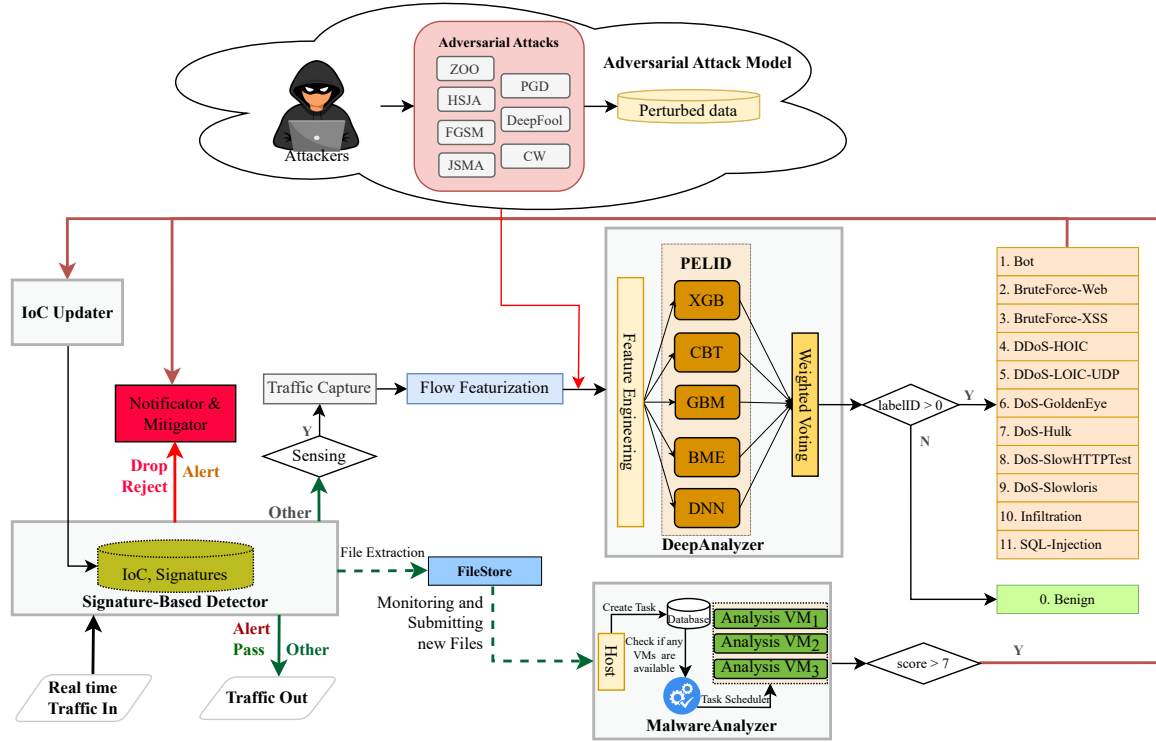 Adversarial Attacks
ZOO
HSJA
FGSM
JSMA
PGD
DeepFool
CW
Adversarial Attack Model
Perturbed data
Attackers
IoC Updater
Notificator &
Mitigator
Drop
Reject
Alert
Traffic Capture
Flow Featurization
Y
Sensing
Other
Feature Engineering
PELID
XGB
CBT
GBM
BME
DNN
Weighted Voting
DeepAnalyzer
labelID > 0
Y
N
1. Bot
2. BruteForce-Web
3. BruteForce-XSS
4. DDoS-HOIC
5. DDoS-LOIC-UDP
6. DoS-GoldenEye
7. DoS-Hulk
8. DoS-SlowHTTPTest
9. DoS-Slowloris
10. Infiltration
11. SQL-Injection
0. Benign
IoC, Signatures
Signature-Based Detector
File Extraction
FileStore
Monitoring and
Submitting
new Files
Alert
Pass
Other
Real time
Traffic In
Traffic Out
Host
Create Task
Database
Check if any
VMs are
available
Task Scheduler
Analysis VM1
Analysis VM2
Analysis VM3
MalwareAnalyzer
score > 7
Y